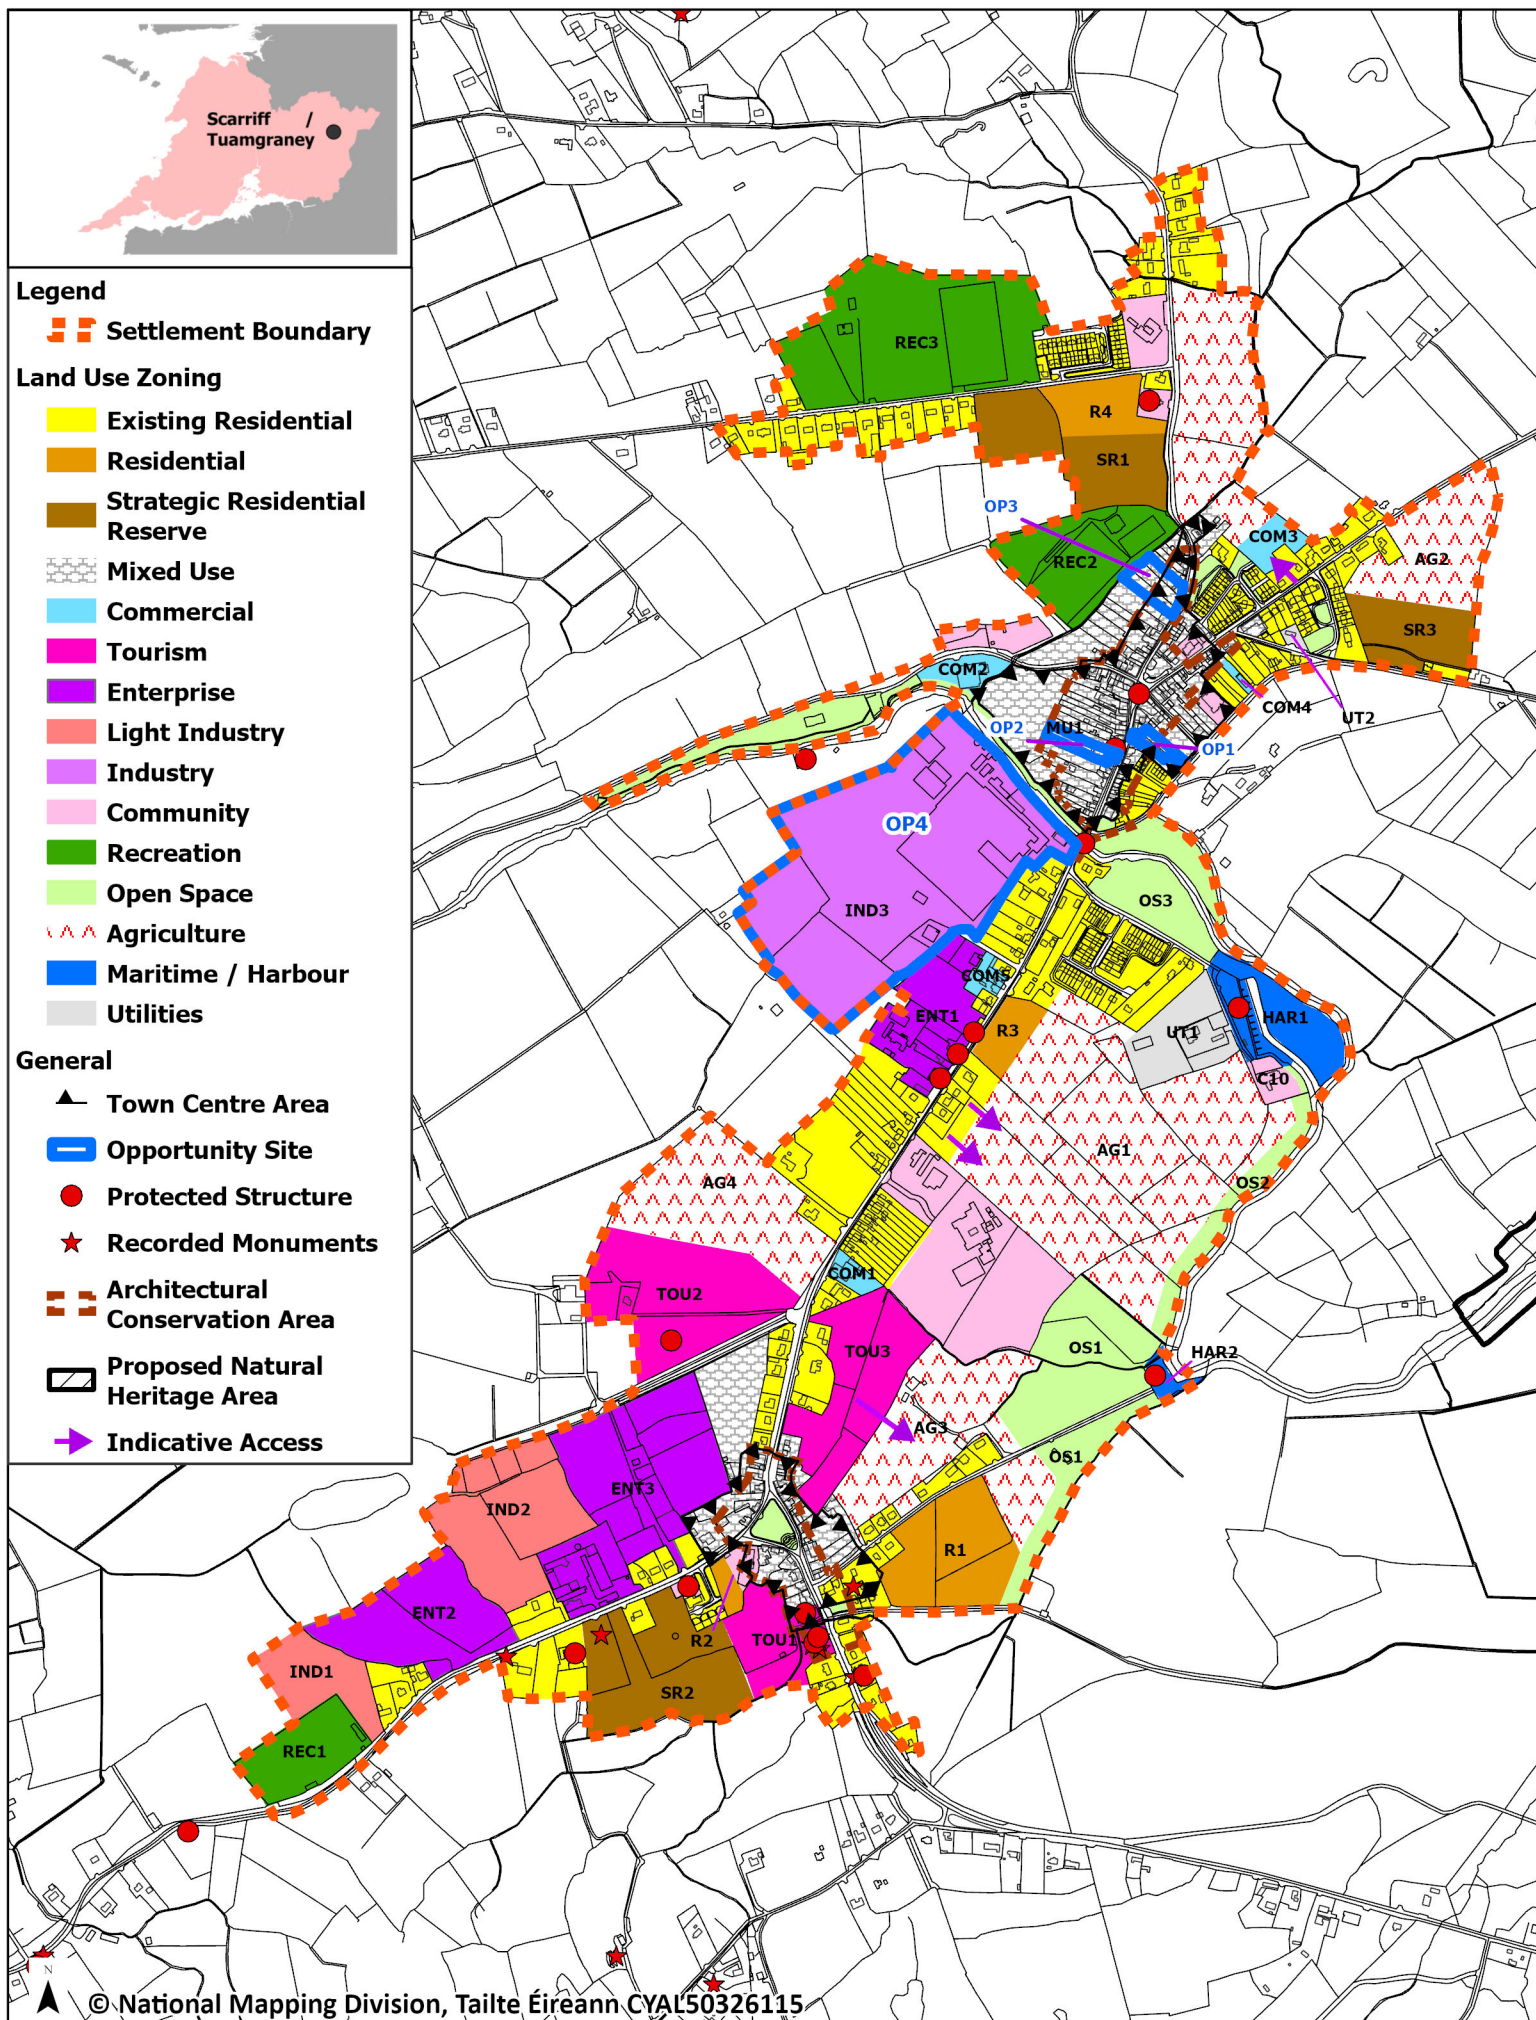 Scarriff /
Tuamgraney
Legend
Settlement Boundary
Land Use Zoning
Existing Residential
Residential
Strategic Residential
Reserve
Mixed Use
Commercial
Tourism
Enterprise
Light Industry
Industry
Community
Recreation
Open Space
Agriculture
Maritime / Harbour
Utilities
General
Town Centre Area
Opportunity Site
Protected Structure
Recorded Monuments
Architectural
Conservation Area
Proposed Natural
Heritage Area
Indicative Access
REC3
R4
SR1
OP3
COM3
REC2
AG2
SR3
COM2
COM4
UT2
OP2
MU1
OP1
OP4
OS3
IND3
COM5
ENT1
HAR1
R3
UT1
C10
AG1
AG4
OS2
COM1
TOU2
OS1
TOU3
HAR2
AG3
OS1
ENT3
IND2
R1
ENT2
R2
TOU1
IND1
SR2
REC1
N
© National Mapping Division, Tailte Éireann CYAL50326115